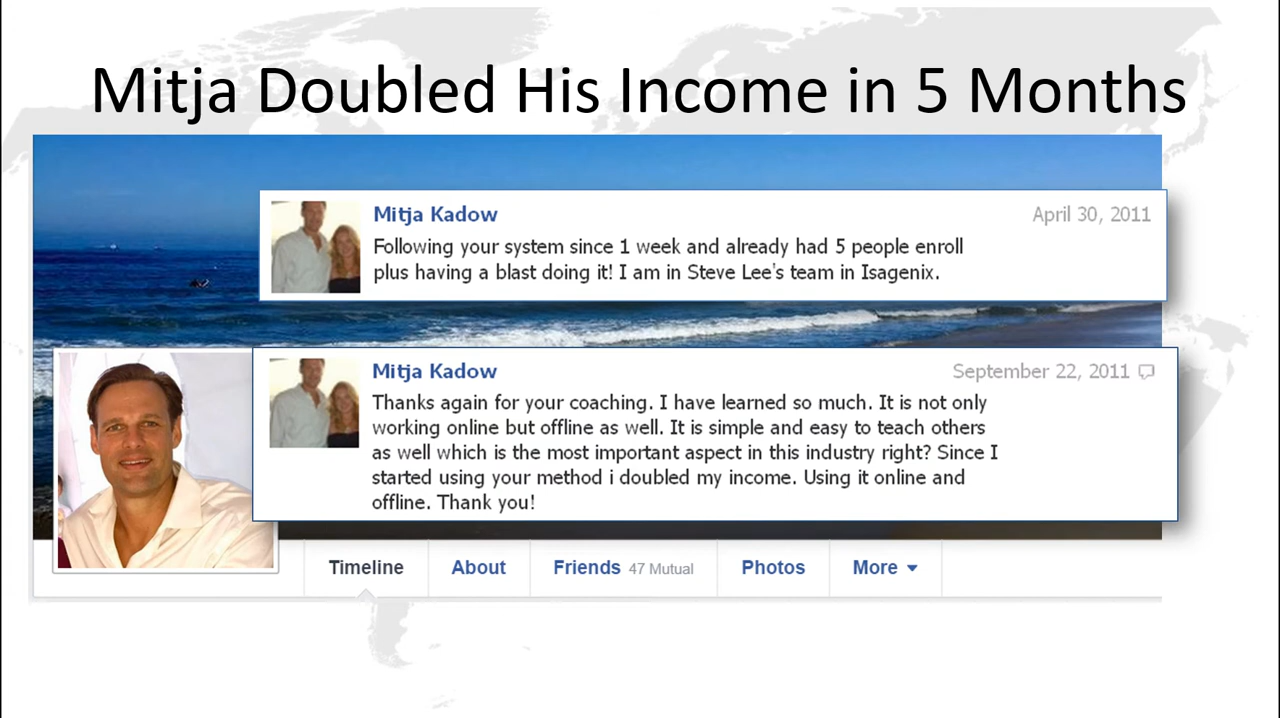 Mitja Doubled His Income in 5 Months
Mitja Kadow April 30, 2011
Following your system since 1 week and already had 5 people enroll
plus having a blast doing it! I am in Steve Lee's team in Isagenix.
Mitja Kadow September 22, 2011
Thanks again for your coaching. I have learned so much. It is not only
working online but offline as well. It is simple and easy to teach others
as well which is the most important aspect in this industry right? Since I
started using your method i doubled my income. Using it online and
offline. Thank you!
Timeline About Friends 47 Mutual Photos More